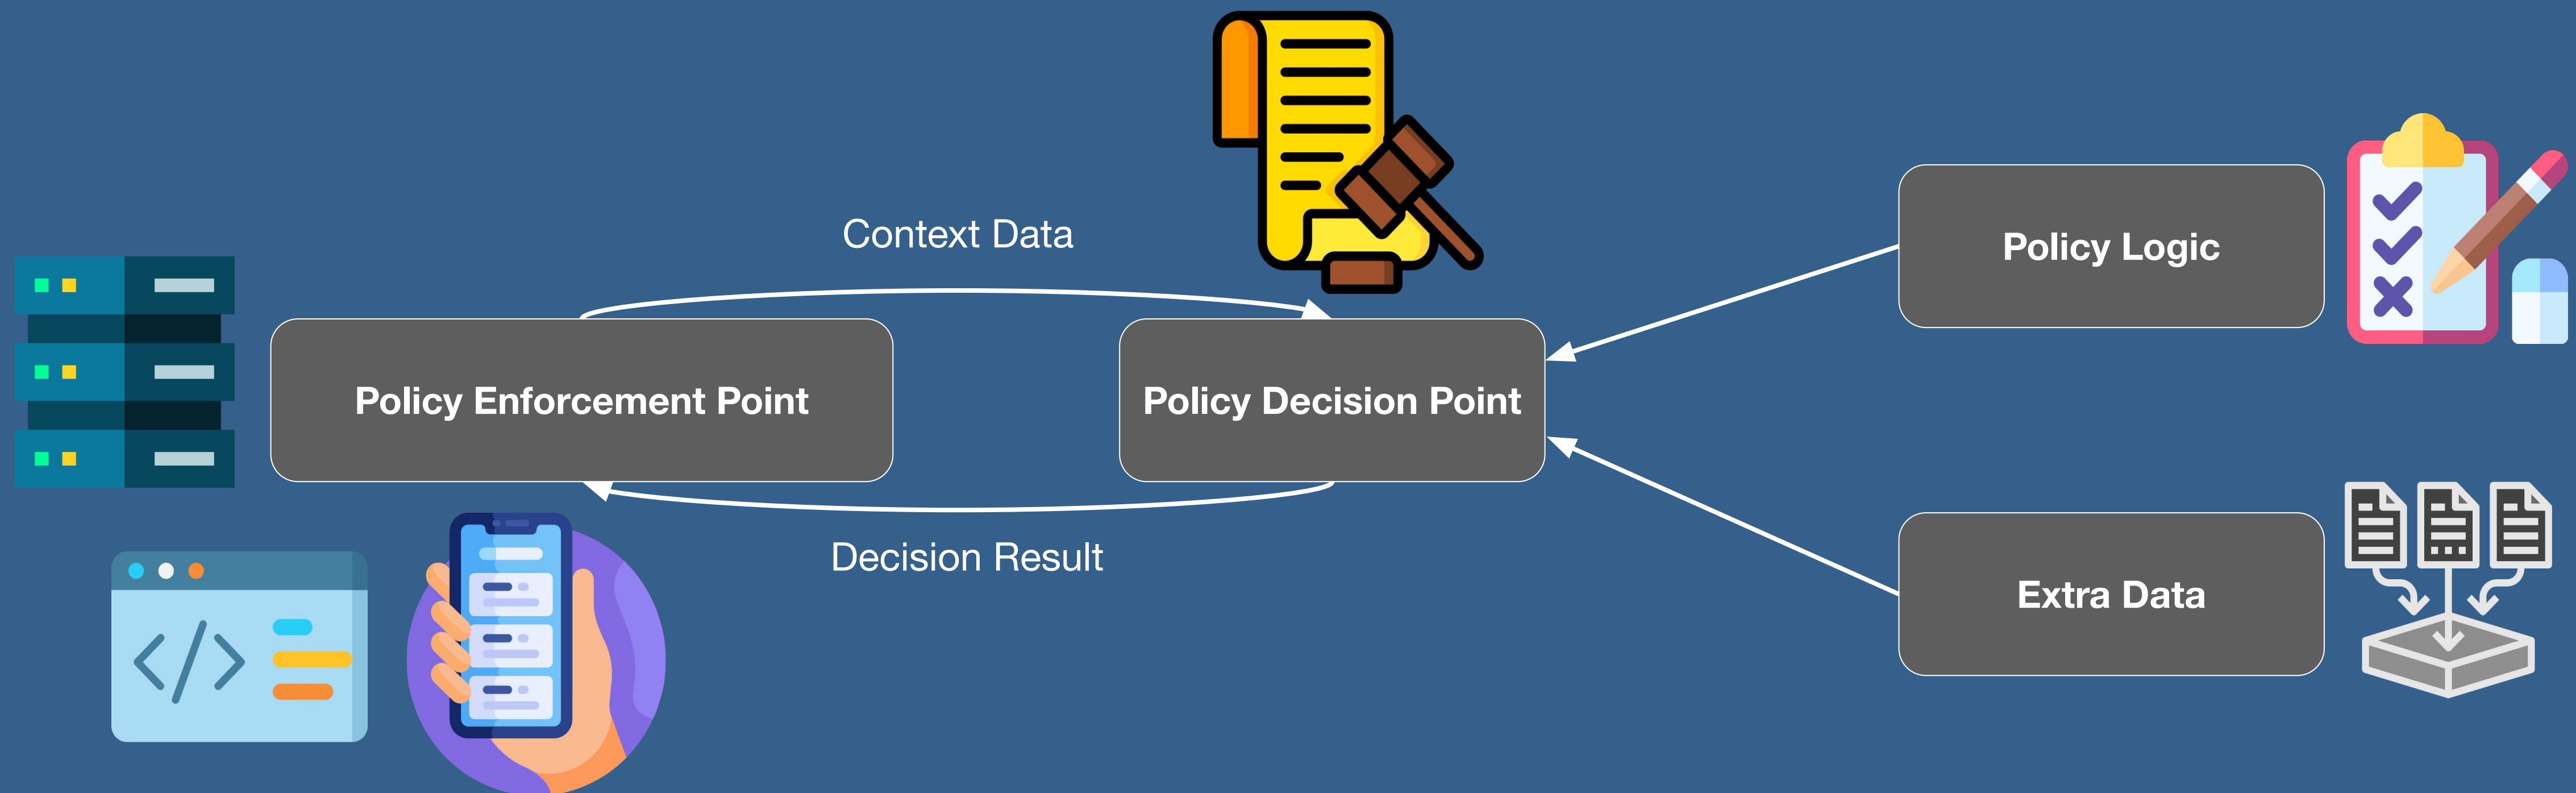 Context Data
Policy Logic
Policy Enforcement Point
Policy Decision Point
Decision Result
Extra Data